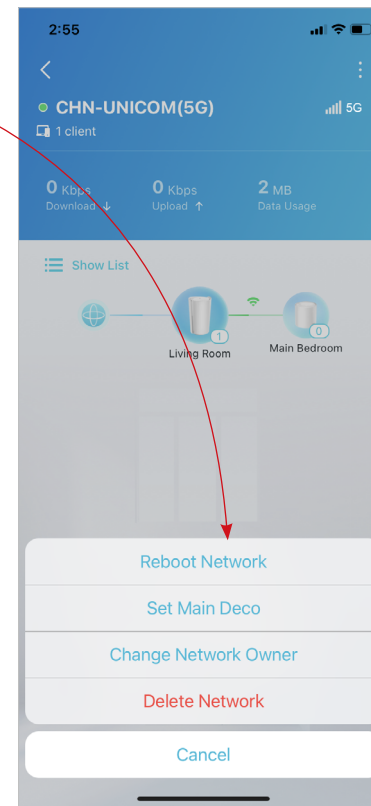 2:55
CHN-UNICOM(5G)
5G
1 client
0 Kbps
0 Kbps
2 MB
Download ↓
Upload ↑
Data Usage
Show List
1
0
Living Room
Main Bedroom
Reboot Network
Set Main Deco
Change Network Owner
Delete Network
Cancel